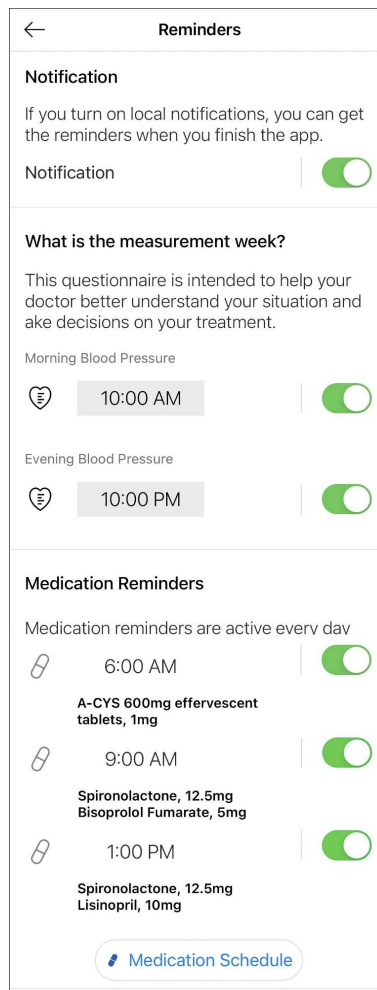 Reminders
Notification
If you turn on local notifications, you can get
the reminders when you finish the app.
Notification
What is the measurement week?
This questionnaire is intended to help your
doctor better understand your situation and
ake decisions on your treatment.
Morning Blood Pressure
10:00 AM
Evening Blood Pressure
10:00 PM
Medication Reminders
Medication reminders are active every day
6:00 AM
A-CYS 600mg effervescent
tablets, 1mg
9:00 AM
Spironolactone, 12.5mg
Bisoprolol Fumarate, 5mg
1:00 PM
Spironolactone, 12.5mg
Lisinopril, 10mg
Medication Schedule